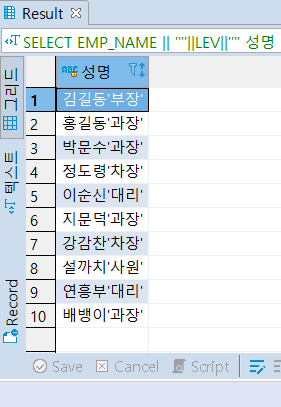 Result
SELECT EMP_NAME || ''''||LEV||'''' 성명
그리드
텍스트
Record
성명
1 김길동'부장'
2 홍길동'과장'
3 박문수'과장'
4 정도령'차장'
5 이순신'대리'
6 지문덕'과장'
7 강감찬'차장'
8 설까치'사원'
9 연흥부'대리'
10 배뱅이'과장'
Save Cancel Script